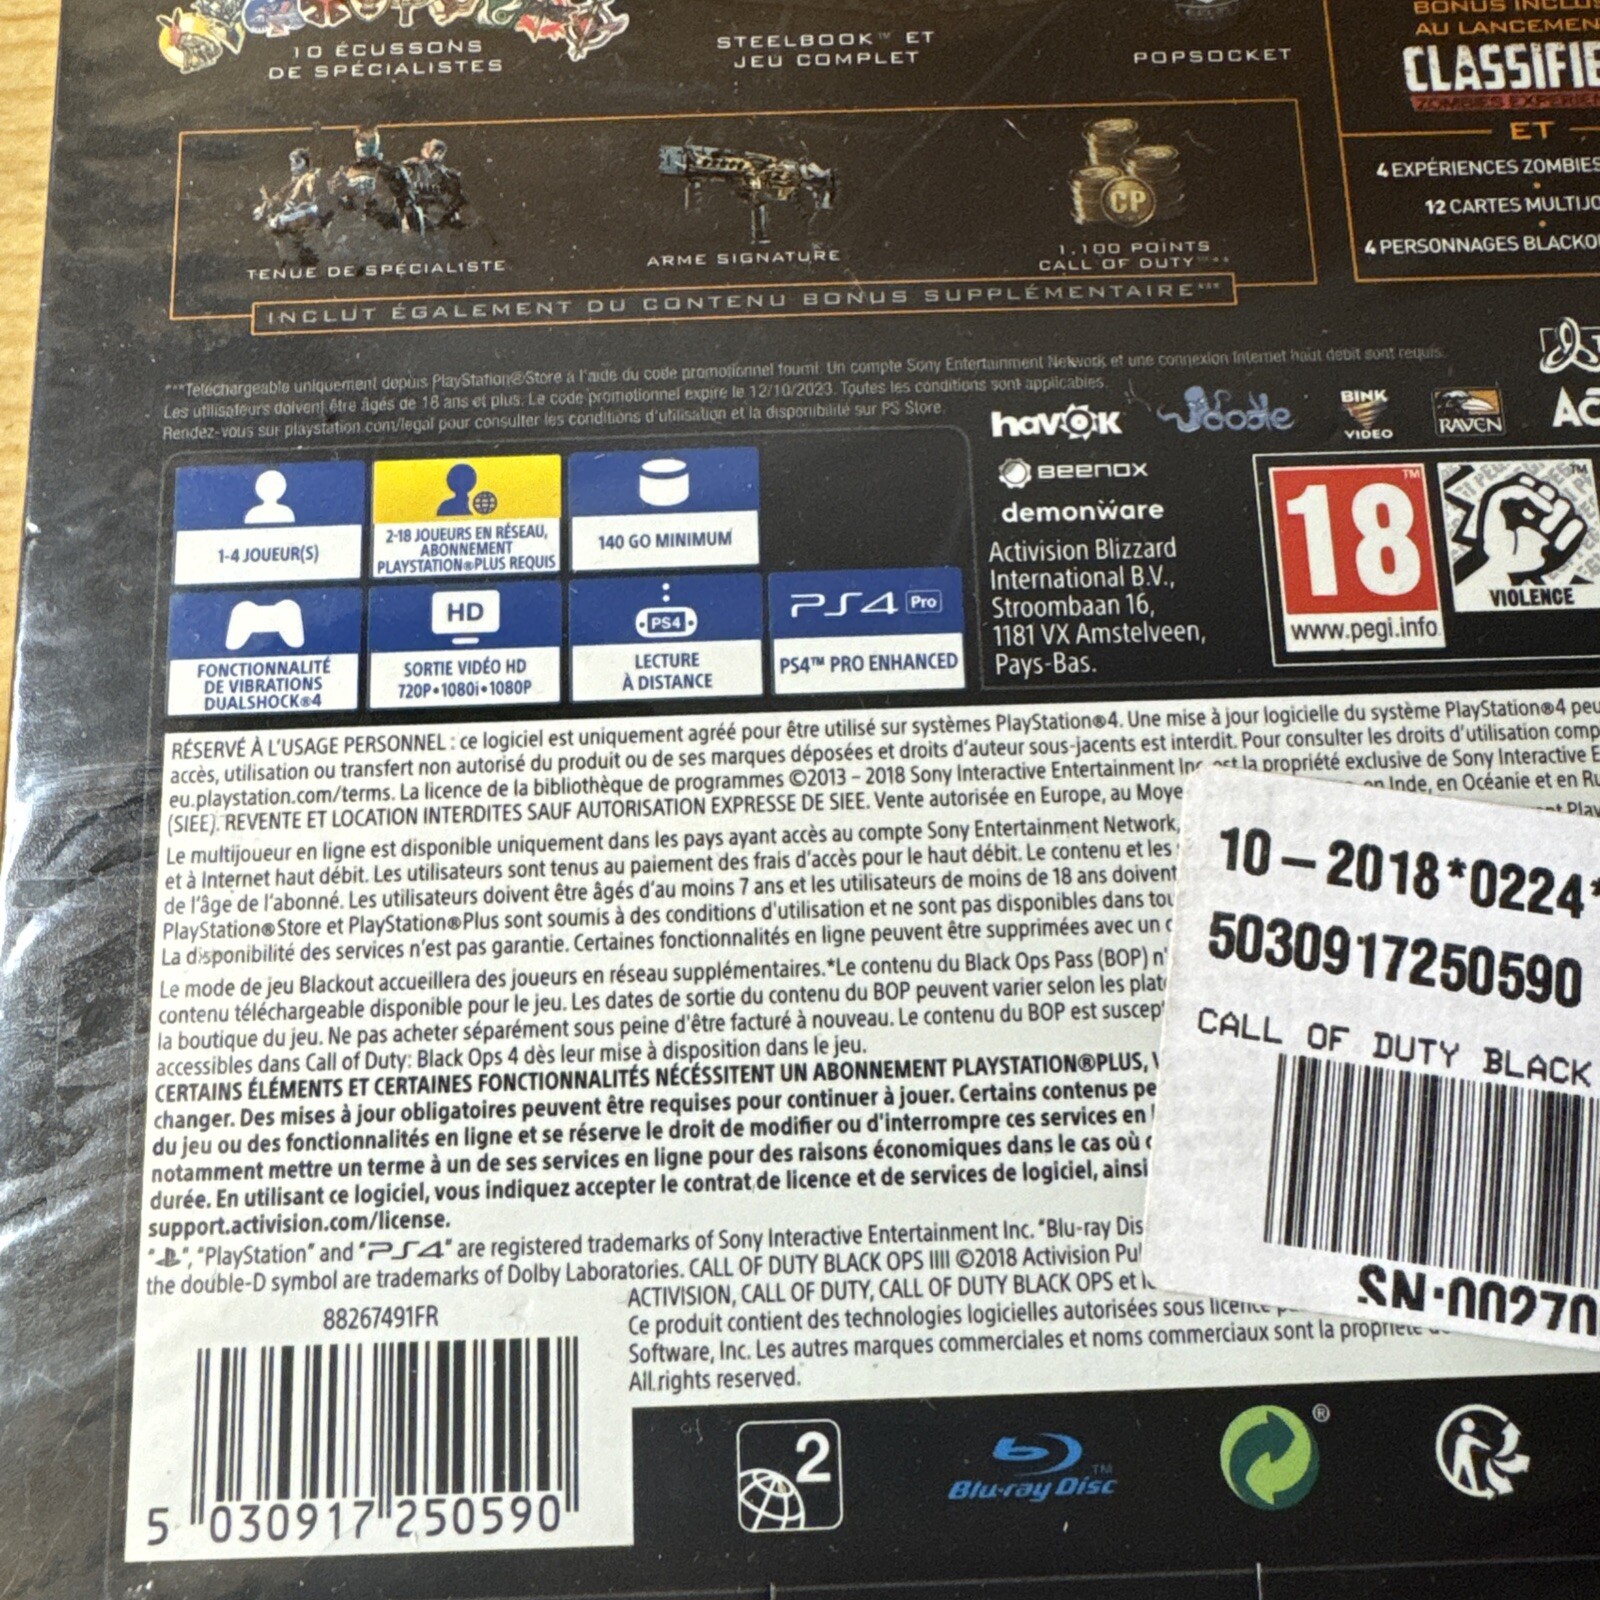 10 ÉCUSSONS
DE SPÉCIALISTES
STEELBOOK™ ET
JEU COMPLET
POPSOCKET
BONUS INCLUS
AU LANCEMEN
CLASSIFIE
ZOMBIES EXPERIEN
ET
4 EXPÉRIENCES ZOMBIES
12 CARTES MULTIJO
4 PERSONNAGES BLACKO
CP
TENUE DE SPÉCIALISTE
ARME SIGNATURE
1,100 POINTS
CALL OF DUTY™**
INCLUT ÉGALEMENT DU CONTENU BONUS SUPPLÉMENTAIRE***
***Téléchargeable uniquement depuis PlayStation®Store à l'aide du code promotionnel fourni. Un compte Sony Entertainment Network et une connexion Internet haut débit sont requis.
Les utilisateurs doivent être âgés de 18 ans et plus. Le code promotionnel expire le 12/10/2023. Toutes les conditions sont applicables.
Rendez-vous sur playstation.com/legal pour consulter les conditions d'utilisation et la disponibilité sur PS Store.
havok
doodle
BINK
VIDEO
RAVEN
BEENOX
demonware
Activision Blizzard
International B.V.,
Stroombaan 16,
1181 VX Amstelveen,
Pays-Bas.
18
™
www.pegi.info
VIOLENCE
1-4 JOUEUR(S)
2-18 JOUEURS EN RÉSEAU,
ABONNEMENT
PLAYSTATION®PLUS REQUIS
140 GO MINIMUM
FONCTIONNALITÉ
DE VIBRATIONS
DUALSHOCK®4
HD
SORTIE VIDÉO HD
720P•1080i•1080P
PS4
LECTURE
À DISTANCE
PS4 Pro
PS4™ PRO ENHANCED
RÉSERVÉ À L'USAGE PERSONNEL : ce logiciel est uniquement agréé pour être utilisé sur systèmes PlayStation®4. Une mise à jour logicielle du système PlayStation®4 peu
accès, utilisation ou transfert non autorisé du produit ou de ses marques déposées et droits d'auteur sous-jacents est interdit. Pour consulter les droits d'utilisation comp
eu.playstation.com/terms. La licence de la bibliothèque de programmes ©2013 – 2018 Sony Interactive Entertainment Inc. est la propriété exclusive de Sony Interactive E
(SIEE). REVENTE ET LOCATION INTERDITES SAUF AUTORISATION EXPRESSE DE SIEE. Vente autorisée en Europe, au Moye en Inde, en Océanie et en Ru
Le multijoueur en ligne est disponible uniquement dans les pays ayant accès au compte Sony Entertainment Network, Play
et à Internet haut débit. Les utilisateurs sont tenus au paiement des frais d'accès pour le haut débit. Le contenu et les
de l'âge de l'abonné. Les utilisateurs doivent être âgés d'au moins 7 ans et les utilisateurs de moins de 18 ans doivent
PlayStation®Store et PlayStation®Plus sont soumis à des conditions d'utilisation et ne sont pas disponibles dans tou
La disponibilité des services n'est pas garantie. Certaines fonctionnalités en ligne peuvent être supprimées avec un
Le mode de jeu Blackout accueillera des joueurs en réseau supplémentaires.*Le contenu du Black Ops Pass (BOP) n'
contenu téléchargeable disponible pour le jeu. Les dates de sortie du contenu du BOP peuvent varier selon les plat
la boutique du jeu. Ne pas acheter séparément sous peine d'être facturé à nouveau. Le contenu du BOP est suscep
accessibles dans Call of Duty: Black Ops 4 dès leur mise à disposition dans le jeu.
CERTAINS ÉLÉMENTS ET CERTAINES FONCTIONNALITÉS NÉCÉSSITENT UN ABONNEMENT PLAYSTATION®PLUS,
changer. Des mises à jour obligatoires peuvent être requises pour continuer à jouer. Certains contenus pe
du jeu ou des fonctionnalités en ligne et se réserve le droit de modifier ou d'interrompre ces services en
notamment mettre un terme à un de ses services en ligne pour des raisons économiques dans le cas où
durée. En utilisant ce logiciel, vous indiquez accepter le contrat de licence et de services de logiciel, ainsi
support.activision.com/license.
"PlayStation" and "PS4" are registered trademarks of Sony Interactive Entertainment Inc. "Blu-ray Dis
the double-D symbol are trademarks of Dolby Laboratories. CALL OF DUTY BLACK OPS IIII ©2018 Activision Pu
ACTIVISION, CALL OF DUTY, CALL OF DUTY BLACK OPS et
Ce produit contient des technologies logicielles autorisées sous licence
Software, Inc. Les autres marques commerciales et noms commerciaux sont la propriété
All rights reserved.
10-2018*0224*
5030917250590
CALL OF DUTY BLACK
SN:00270
88267491FR
5 030917 250590
2
Blu-ray Disc™
®